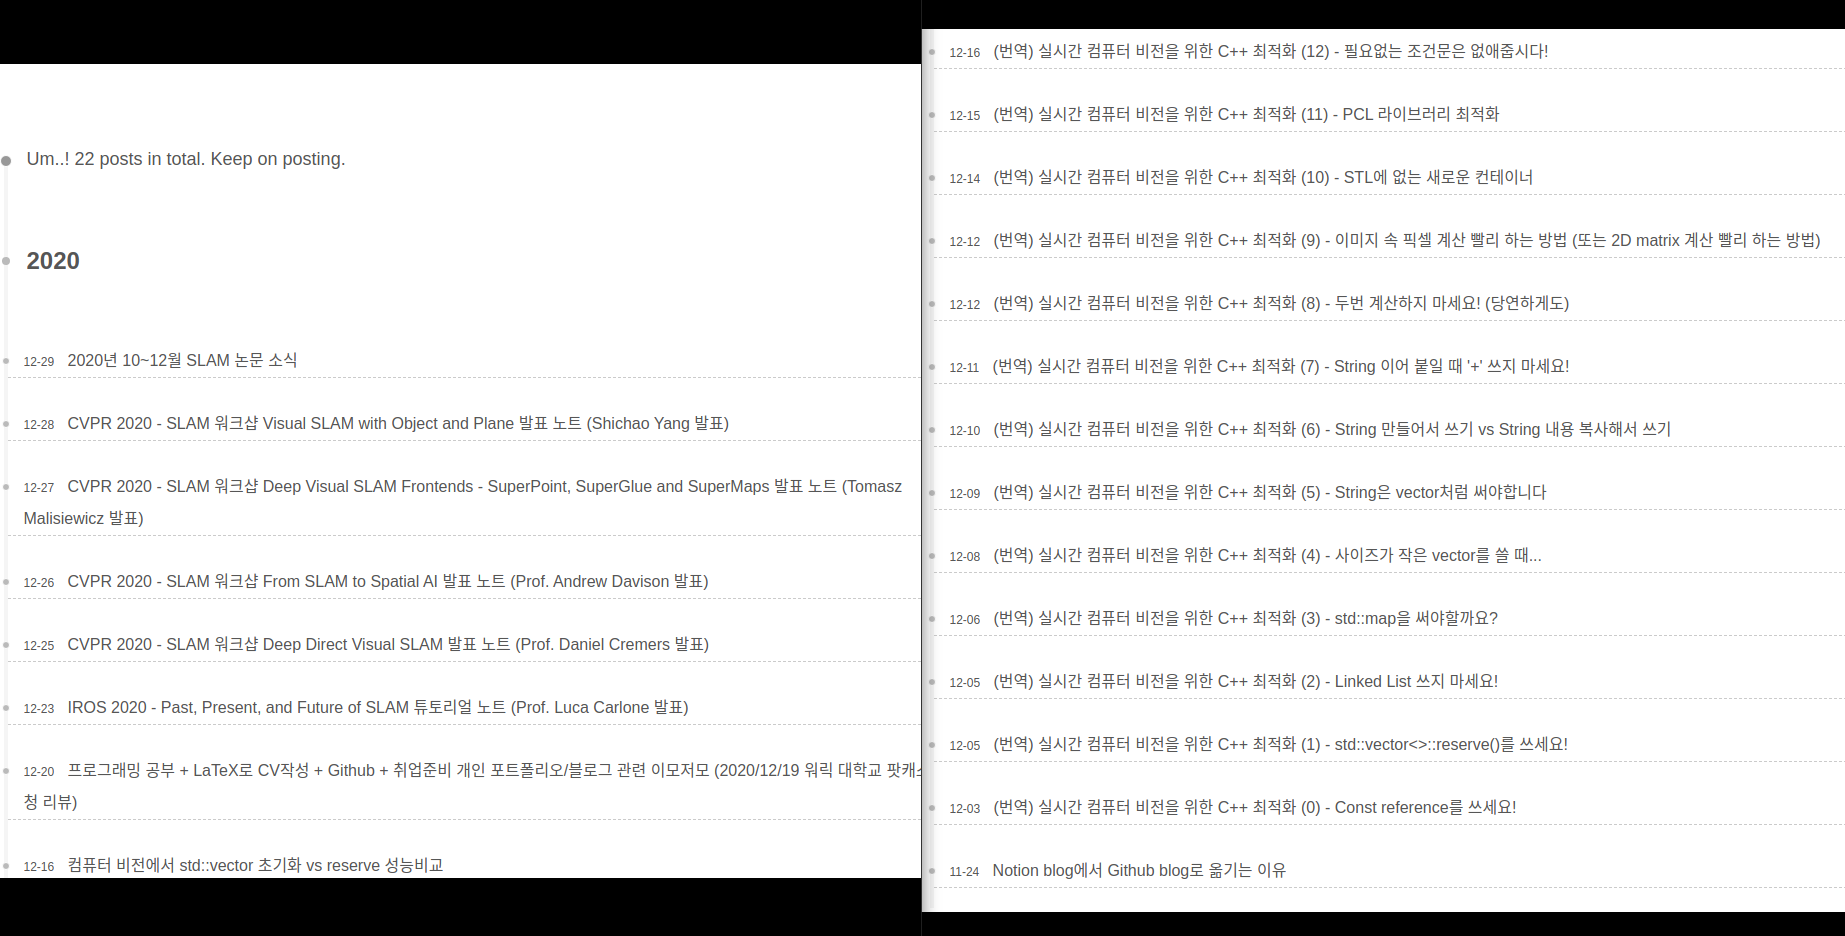 Um..! 22 posts in total. Keep on posting.
2020
12-29 2020년 10~12월 SLAM 논문 소식
12-28 CVPR 2020 - SLAM 워크샵 Visual SLAM with Object and Plane 발표 노트 (Shichao Yang 발표)
12-27 CVPR 2020 - SLAM 워크샵 Deep Visual SLAM Frontends - SuperPoint, SuperGlue and SuperMaps 발표 노트 (Tomasz
Malisiewicz 발표)
12-26 CVPR 2020 - SLAM 워크샵 From SLAM to Spatial AI 발표 노트 (Prof. Andrew Davison 발표)
12-25 CVPR 2020 - SLAM 워크샵 Deep Direct Visual SLAM 발표 노트 (Prof. Daniel Cremers 발표)
12-23 IROS 2020 - Past, Present, and Future of SLAM 튜토리얼 노트 (Prof. Luca Carlone 발표)
12-20 프로그래밍 공부 + LaTeX로 CV작성 + Github + 취업준비 개인 포트폴리오/블로그 관련 이모저모 (2020/12/19 워릭 대학교
청 리뷰)
12-16 컴퓨터 비전에서 std::vector 초기화 vs reserve 성능비교
12-16 (번역) 실시간 컴퓨터 비전을 위한 C++ 최적화 (12) - 필요없는 조건문은 없애줍시다!
12-15 (번역) 실시간 컴퓨터 비전을 위한 C++ 최적화 (11) - PCL 라이브러리 최적화
12-14 (번역) 실시간 컴퓨터 비전을 위한 C++ 최적화 (10) - STL에 없는 새로운 컨테이너
12-12 (번역) 실시간 컴퓨터 비전을 위한 C++ 최적화 (9) - 이미지 속 픽셀 계산 빨리 하는 방법 (또는 2D matrix 계산 빨리 하는 방법)
12-12 (번역) 실시간 컴퓨터 비전을 위한 C++ 최적화 (8) - 두번 계산하지 마세요! (당연하게도)
12-11 (번역) 실시간 컴퓨터 비전을 위한 C++ 최적화 (7) - String 이어 붙일 때 '+' 쓰지 마세요!
12-10 (번역) 실시간 컴퓨터 비전을 위한 C++ 최적화 (6) - String 만들어서 쓰기 vs String 내용 복사해서 쓰기
12-09 (번역) 실시간 컴퓨터 비전을 위한 C++ 최적화 (5) - String은 vector처럼 써야합니다
12-08 (번역) 실시간 컴퓨터 비전을 위한 C++ 최적화 (4) - 사이즈가 작은 vector를 쓸 때...
12-06 (번역) 실시간 컴퓨터 비전을 위한 C++ 최적화 (3) - std::map을 써야할까요?
12-05 (번역) 실시간 컴퓨터 비전을 위한 C++ 최적화 (2) - Linked List 쓰지 마세요!
12-05 (번역) 실시간 컴퓨터 비전을 위한 C++ 최적화 (1) - std::vector<>::reserve()를 쓰세요!
12-03 (번역) 실시간 컴퓨터 비전을 위한 C++ 최적화 (0) - Const reference를 쓰세요!
11-24 Notion blog에서 Github blog로 옮기는 이유